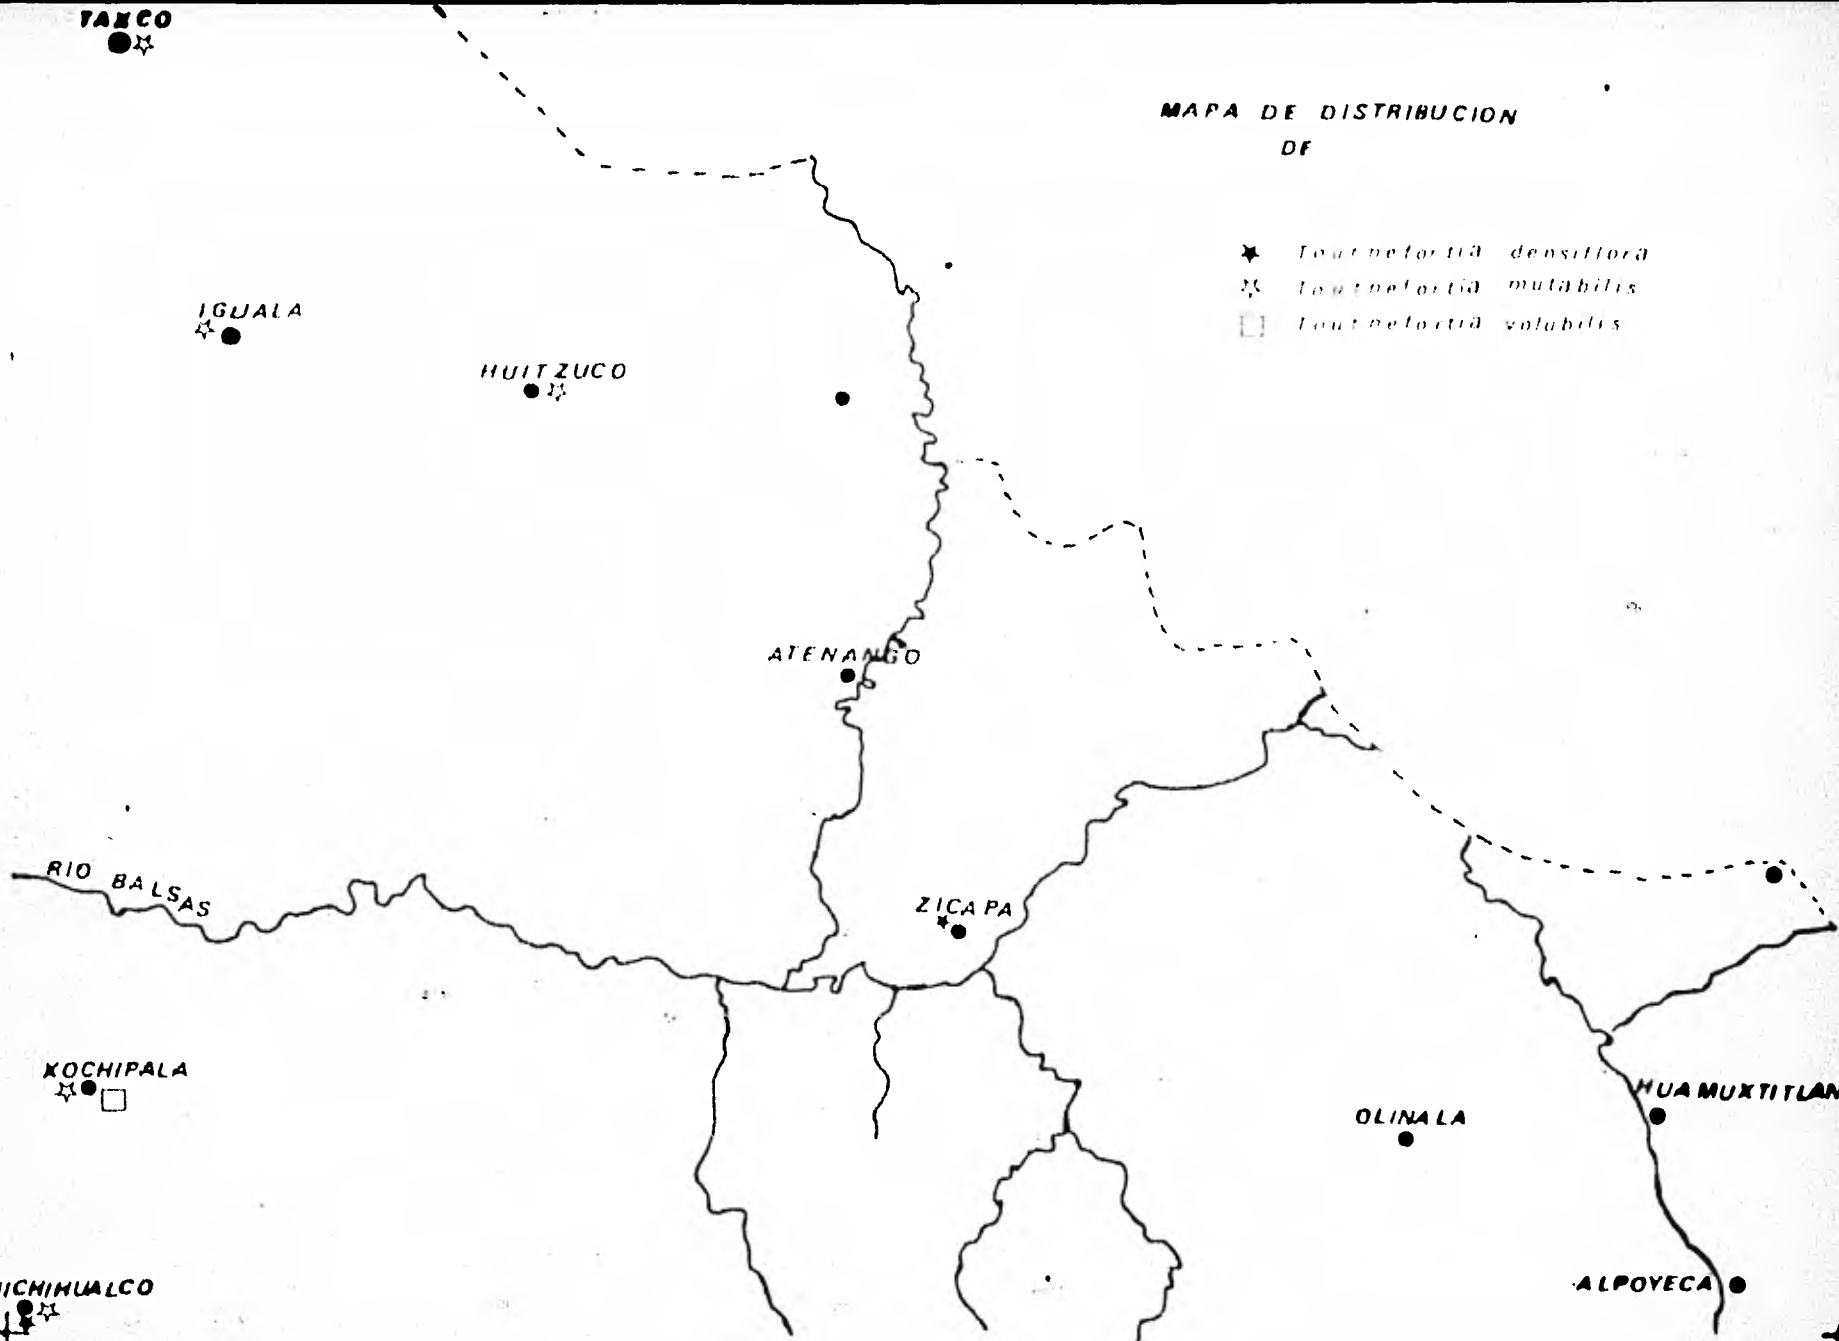 TAXCO
MAPA DE DISTRIBUCION
DE
Tournefortia densiflora
Tournefortia mutabilis
Tournefortia volubilis
IGUALA
HUITZUCO
ATENANGO
RIO BALSAS
ZICAPA
XOCHIPALA
HUAMUXTITLAN
OLINALA
ICHIHUALCO
ALPOYECA